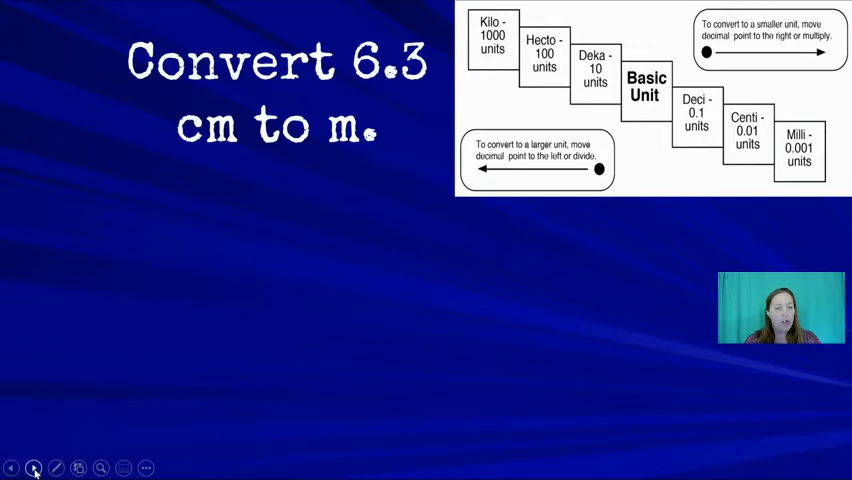 Convert 6.3
cm to m.
Kilo -
1000
units
Hecto -
100
units
Deka -
10
units
Basic
Unit
Deci -
0.1
units
Centi -
0.01
units
Milli -
0.001
units
To convert to a smaller unit, move
decimal point to the right or multiply.
To convert to a larger unit, move
decimal point to the left or divide.